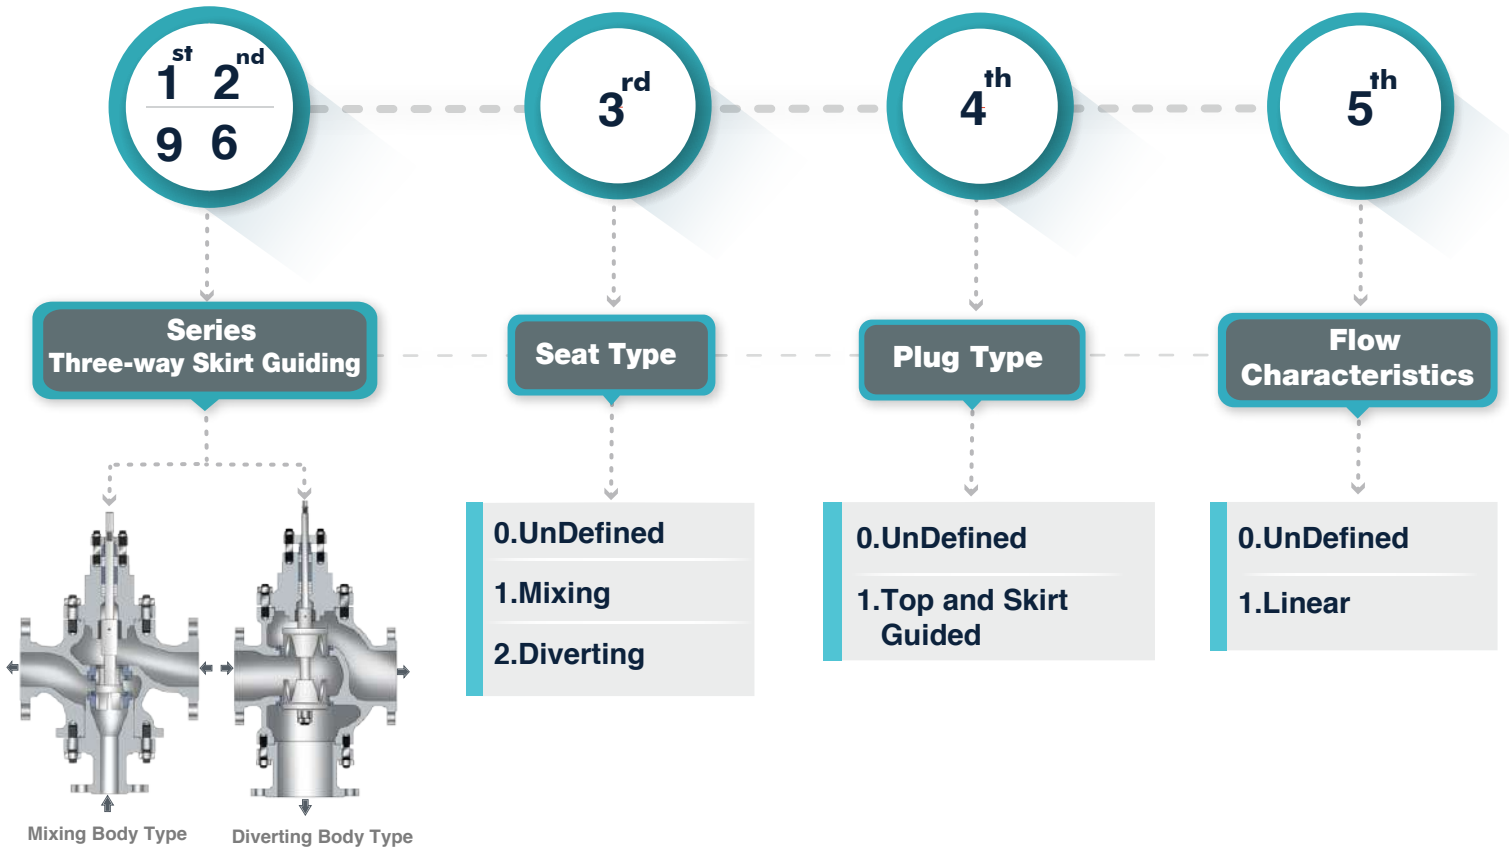 1st 2nd
9 6
3rd
4th
5th
Series
Three-way Skirt Guiding
Seat Type
Plug Type
Flow
Characteristics
0.UnDefined
1.Mixing
2.Diverting
0.UnDefined
1.Top and Skirt
Guided
0.UnDefined
1.Linear
Mixing Body Type
Diverting Body Type